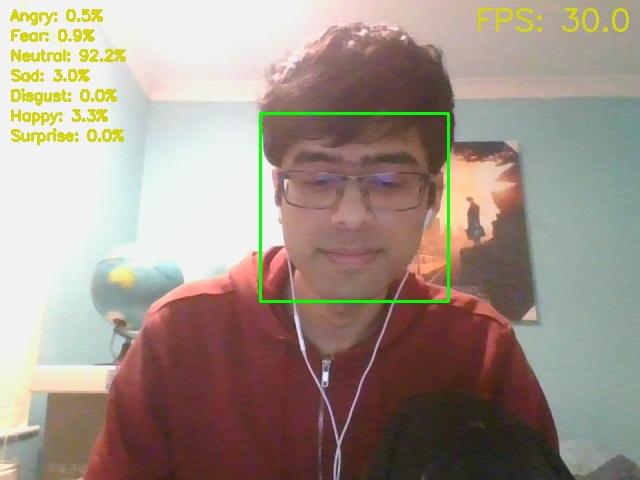 Angry: 0.5%
FPS: 30.0
Fear: 0.9%
Neutral: 92.2%
Sad: 3.0%
Disgust: 0.0%
Happy: 3.3%
Surprise: 0.0%